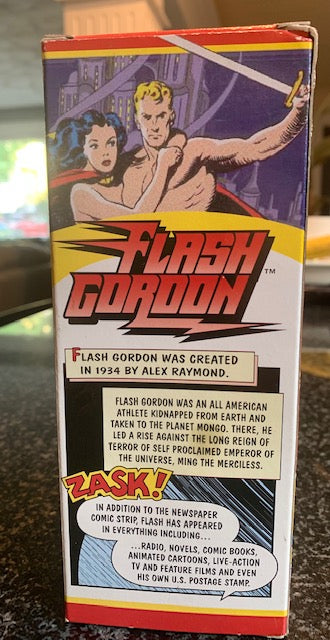 FLASH
GORDON™
FLASH GORDON WAS CREATED
IN 1934 BY ALEX RAYMOND.
FLASH GORDON WAS AN ALL AMERICAN
ATHLETE KIDNAPPED FROM EARTH AND
TAKEN TO THE PLANET MONGO. THERE, HE
LED A RISE AGAINST THE LONG REIGN OF
TERROR OF SELF PROCLAIMED EMPEROR OF
THE UNIVERSE, MING THE MERCILESS.
ZASK!
IN ADDITION TO THE NEWSPAPER
COMIC STRIP, FLASH HAS APPEARED
IN EVERYTHING INCLUDING...
...RADIO, NOVELS, COMIC BOOKS,
ANIMATED CARTOONS, LIVE-ACTION
TV AND FEATURE FILMS AND EVEN
HIS OWN U.S. POSTAGE STAMP.